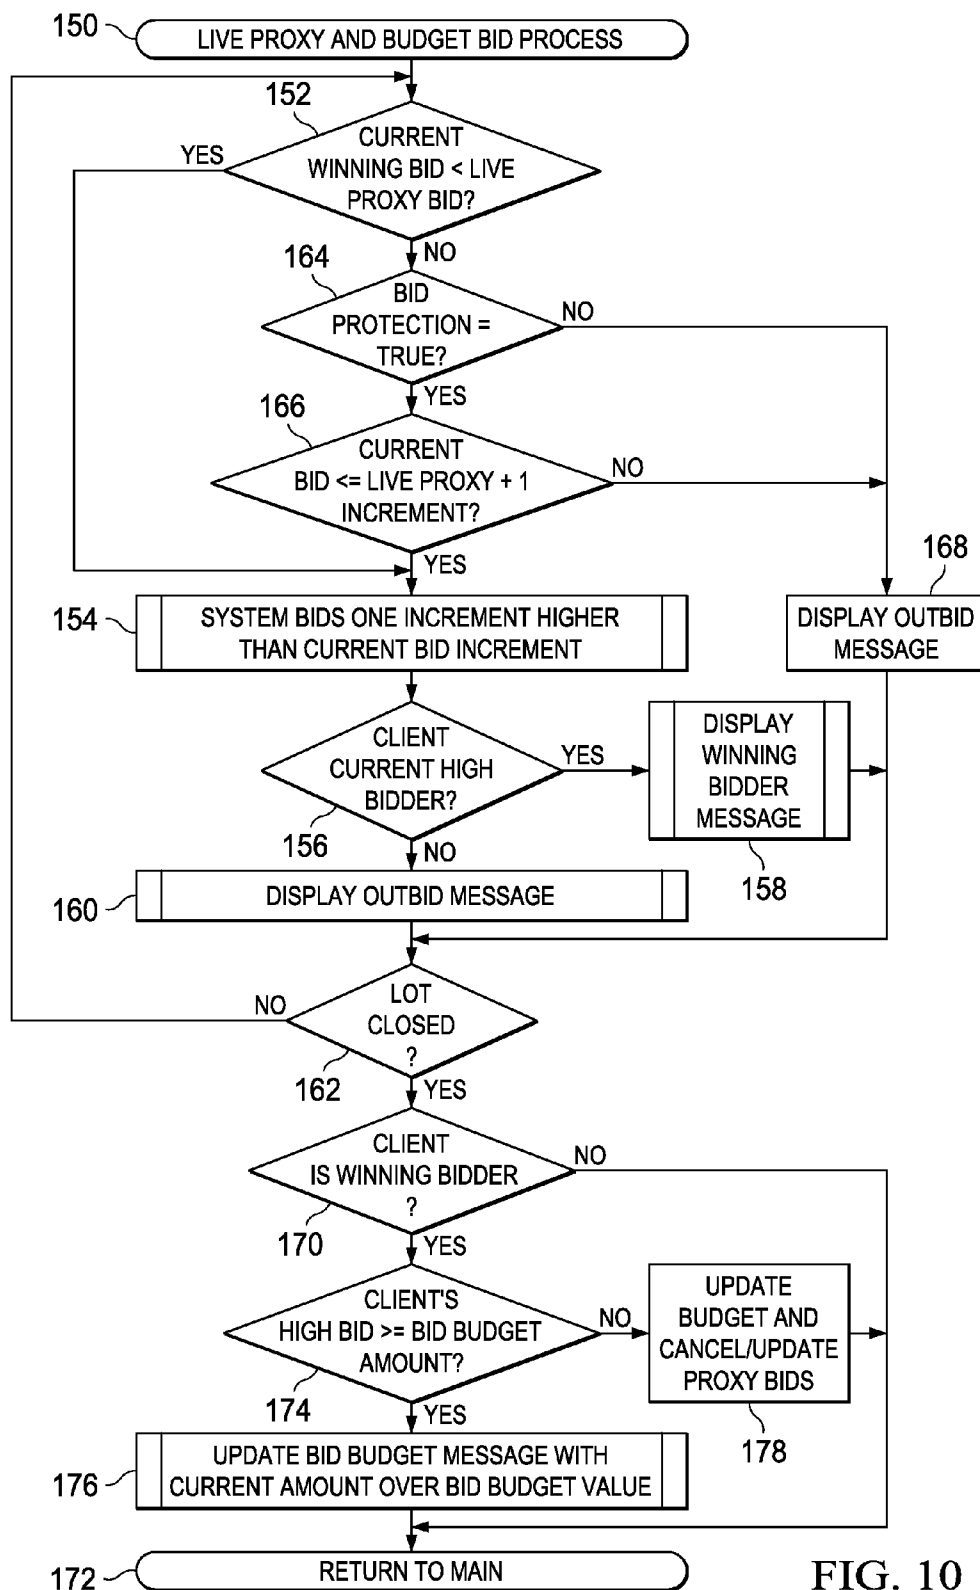 150
LIVE PROXY AND BUDGET BID PROCESS
152
CURRENT
WINNING BID < LIVE
PROXY BID?
YES
NO
164
BID
PROTECTION =
TRUE?
NO
YES
166
CURRENT
BID <= LIVE PROXY + 1
INCREMENT?
NO
YES
168
DISPLAY OUTBID
MESSAGE
154
SYSTEM BIDS ONE INCREMENT HIGHER
THAN CURRENT BID INCREMENT
CLIENT
CURRENT HIGH
BIDDER?
156
YES
NO
DISPLAY
WINNING
BIDDER
MESSAGE
158
160
DISPLAY OUTBID MESSAGE
LOT
CLOSED
?
162
NO
YES
CLIENT
IS WINNING BIDDER
?
170
NO
YES
CLIENT'S
HIGH BID >= BID BUDGET
AMOUNT?
174
NO
YES
UPDATE
BUDGET AND
CANCEL/UPDATE
PROXY BIDS
178
176
UPDATE BID BUDGET MESSAGE WITH
CURRENT AMOUNT OVER BID BUDGET VALUE
172
RETURN TO MAIN
FIG. 10